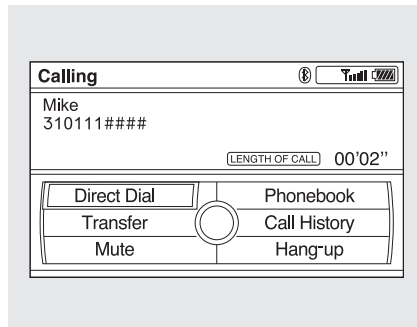 Calling
Mike
310111####
LENGTH OF CALL 00'02''
Direct Dial
Phonebook
Transfer
Call History
Mute
Hang-up